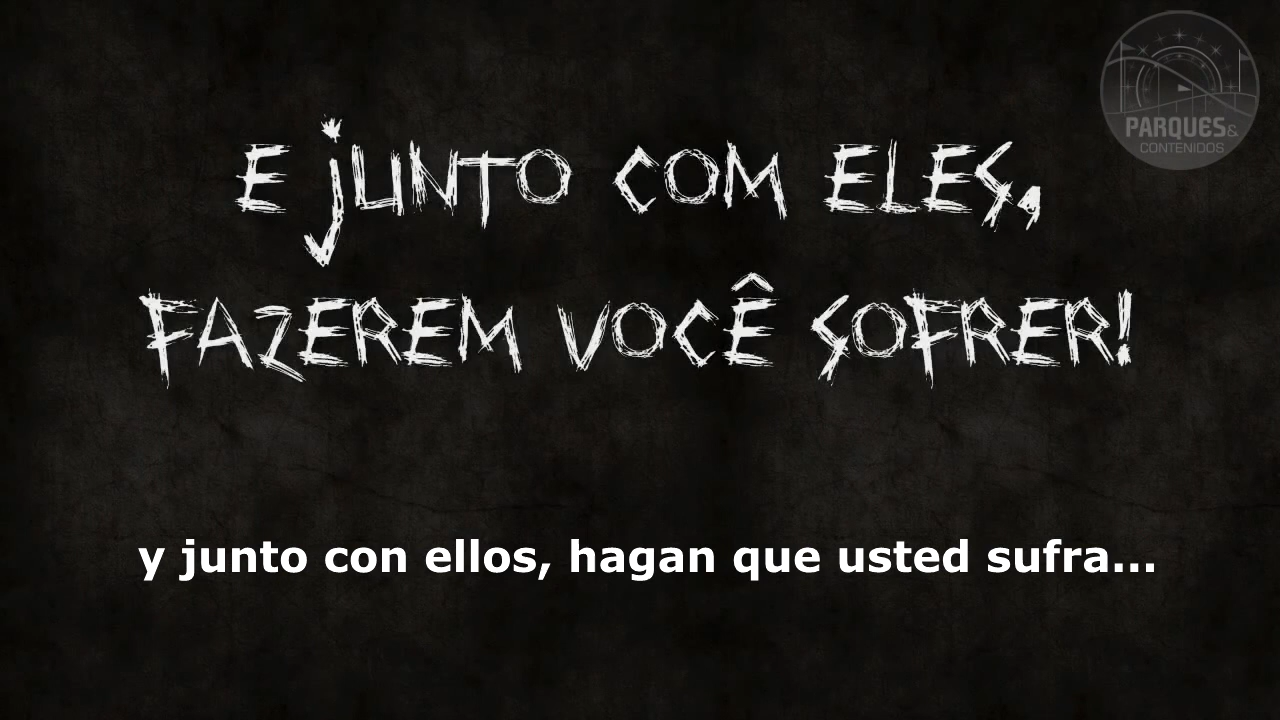 PARQUES&
CONTENIDOS
E JUNTO COM ELES,
FAZEREM VOCÊ SOFRER!
y junto con ellos, hagan que usted sufra...